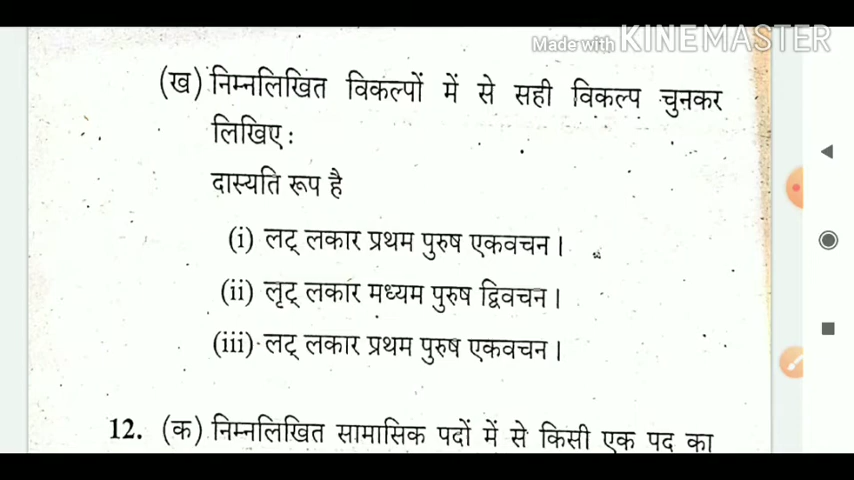 Made with KINEMASTER
(ख) निम्नलिखित विकल्पों में से सही विकल्प चुनकर
लिखिए :
दास्यति रूप है
(i) लट् लकार प्रथम पुरुष एकवचन।
(ii) लृट् लकार मध्यम पुरुष द्विवचन।
(iii) लट् लकार प्रथम पुरुष एकवचन।
12. (क) निम्नलिखित सामासिक पदों में से किसी एक पद का